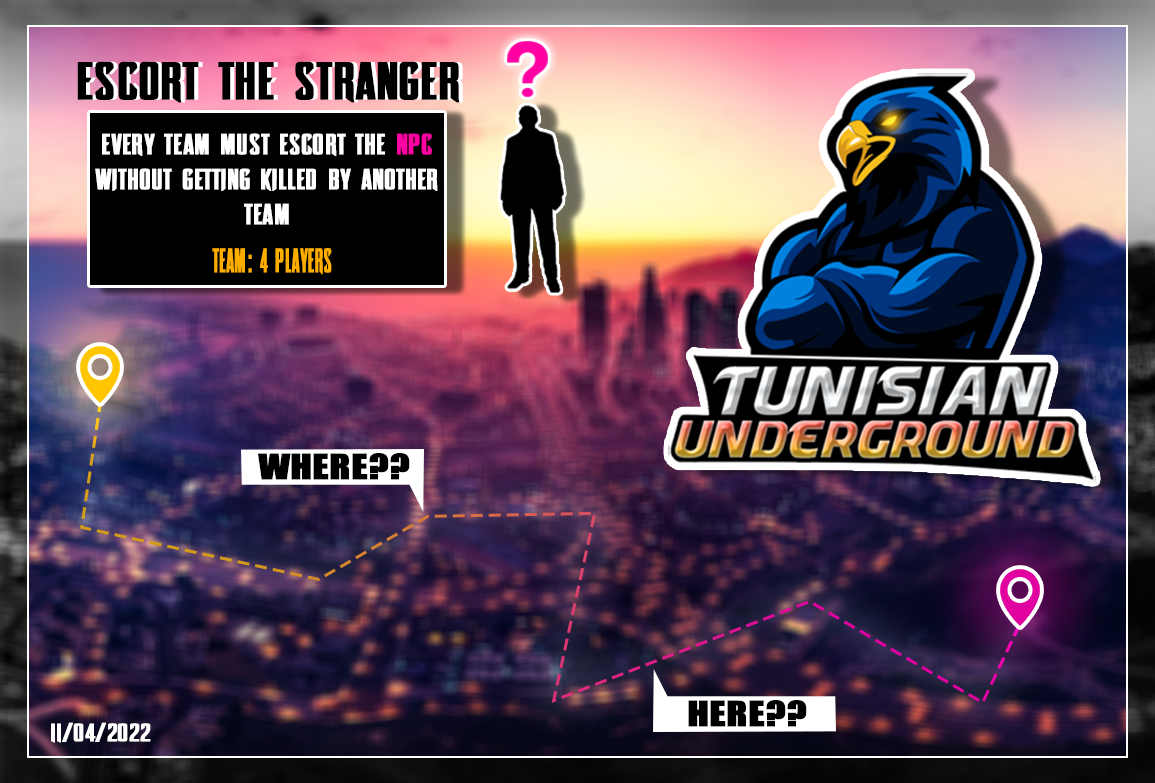 ?
ESCORT THE STRANGER
EVERY TEAM MUST ESCORT THE NPC
WITHOUT GETTING KILLED BY ANOTHER
TEAM
TEAM: 4 PLAYERS
TUNISIAN
UNDERGROUND
WHERE??
HERE??
11/04/2022